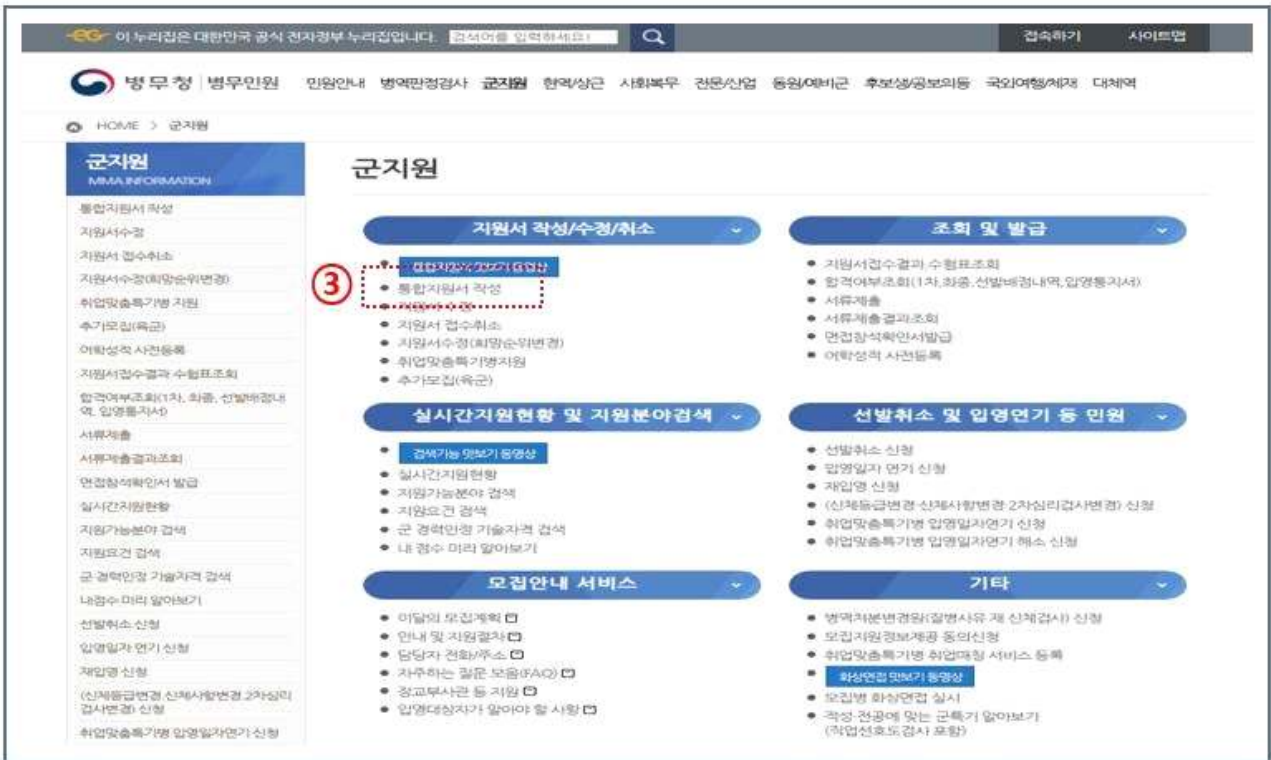 이 누리집은 대한민국 공식 전자정부 누리집입니다. 검색어를 입력하세요! 접속하기 사이트맵
병무청 병무민원 민원안내 병역판정검사 군지원 현역/상근 사회복무 전문/산업 동원/예비군 후보생/공보의등 국외여행/체재 대체역
HOME > 군지원
군지원
MMA INFORMATION
통합지원서 작성
지원서수정
지원서 접수취소
지원서수정(희망순위변경)
취업맞춤특기병 지원
추가모집(육군)
어학성적 사전등록
지원서접수결과 수험표조회
합격여부조회(1차, 최종, 선발배정내
역, 입영통지서)
서류제출
서류제출결과조회
면접참석확인서 발급
실시간지원현황
지원가능분야 검색
지원요건 검색
군 경력인정 기술자격 검색
내점수 미리 알아보기
선발취소 신청
입영일자 연기 신청
재입영 신청
(신체등급변경·신체사항변경·2차심리
검사변경) 신청
취업맞춤특기병 입영일자연기 신청
군지원
지원서 작성/수정/취소
통합지원서 맛보기 동영상
③
통합지원서 작성
지원서수정
지원서 접수취소
지원서수정(희망순위변경)
취업맞춤특기병지원
추가모집(육군)
조회 및 발급
지원서접수결과,수험표조회
합격여부조회(1차,최종,선발배정내역,입영통지서)
서류제출
서류제출결과조회
면접참석확인서발급
어학성적 사전등록
실시간지원현황 및 지원분야검색
검색기능 맛보기 동영상
실시간지원현황
지원가능분야 검색
지원요건 검색
군 경력인정 기술자격 검색
내 점수 미리 알아보기
선발취소 및 입영연기 등 민원
선발취소 신청
입영일자 연기 신청
재입영 신청
(신체등급변경·신체사항변경·2차심리검사변경) 신청
취업맞춤특기병 입영일자연기 신청
취업맞춤특기병 입영일자연기 해소 신청
모집안내 서비스
이달의 모집계획
안내 및 지원절차
담당자 전화/주소
자주하는 질문 모음(FAQ)
장교부사관 등 지원
입영대상자가 알아야 할 사항
기타
병역처분변경원(질병사유 재 신체검사) 신청
모집지원정보제공 동의신청
취업맞춤특기병 취업매칭 서비스 등록
화상면접 맛보기 동영상
모집병 화상면접 실시
적성·전공에 맞는 군특기 알아보기
(직업선호도검사 포함)